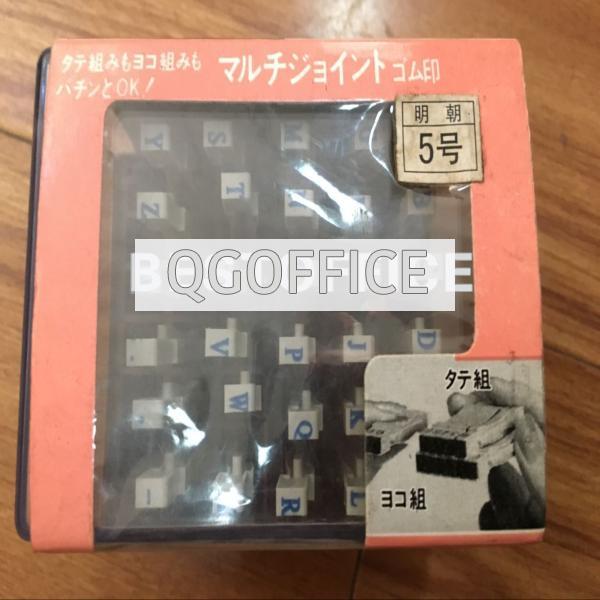 タテ組みもヨコ組みも
パチンとOK!
マルチジョイント ゴム印
明朝
5号
Y S M
Z T N B
QGOFFICE
V P J D
W Q K
R L
タテ組
ヨコ組